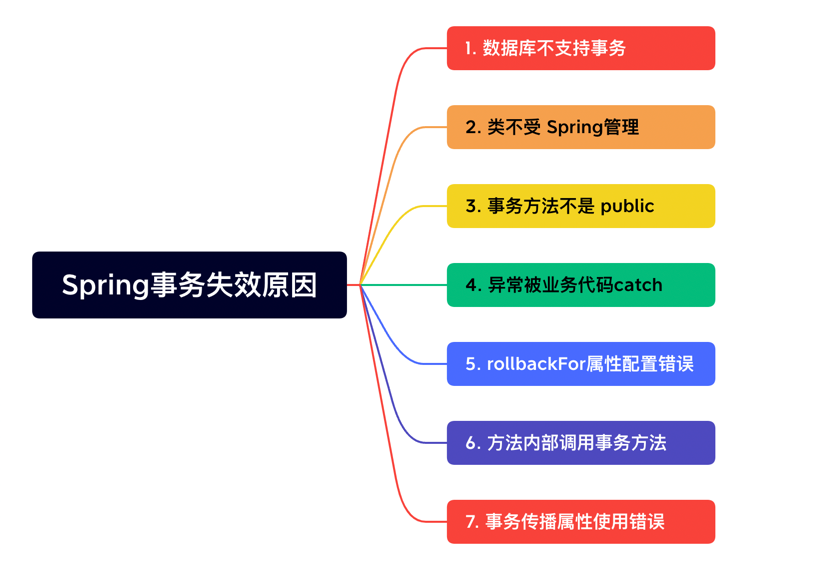 Spring事务失效原因
1. 数据库不支持事务
2. 类不受 Spring管理
3. 事务方法不是 public
4. 异常被业务代码catch
5. rollbackFor属性配置错误
6. 方法内部调用事务方法
7. 事务传播属性使用错误